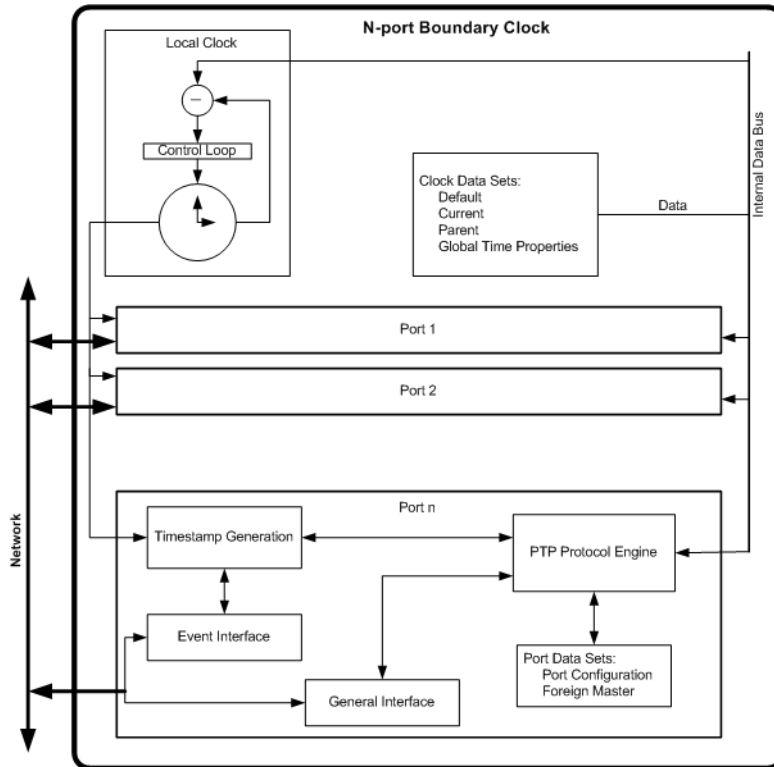 N-port Boundary Clock
Local Clock
Control Loop
Internal Data Bus
Clock Data Sets:
Default
Current
Parent
Global Time Properties
Data
Port 1
Port 2
Network
Port n
Timestamp Generation
PTP Protocol Engine
Event Interface
Port Data Sets:
Port Configuration
Foreign Master
General Interface